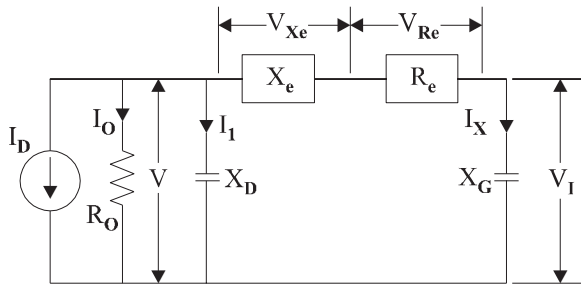 V_Xe V_Re
X_e R_e
I_D I_O I_1 I_X
R_O V X_D X_G V_I